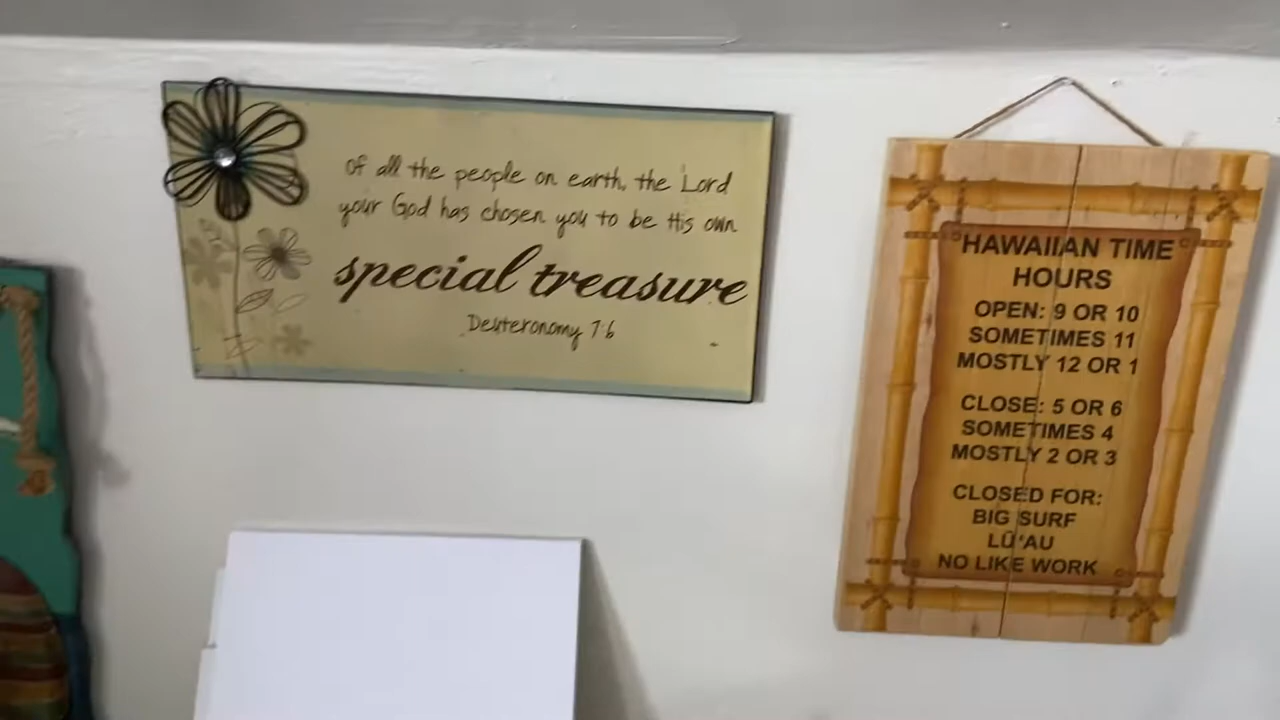 of all the people on earth, the Lord
your God has chosen you to be His own
special treasure
Deuteronomy 7:6
HAWAIIAN TIME
HOURS
OPEN: 9 OR 10
SOMETIMES 11
MOSTLY 12 OR 1
CLOSE: 5 OR 6
SOMETIMES 4
MOSTLY 2 OR 3
CLOSED FOR:
BIG SURF
LŪ'AU
NO LIKE WORK